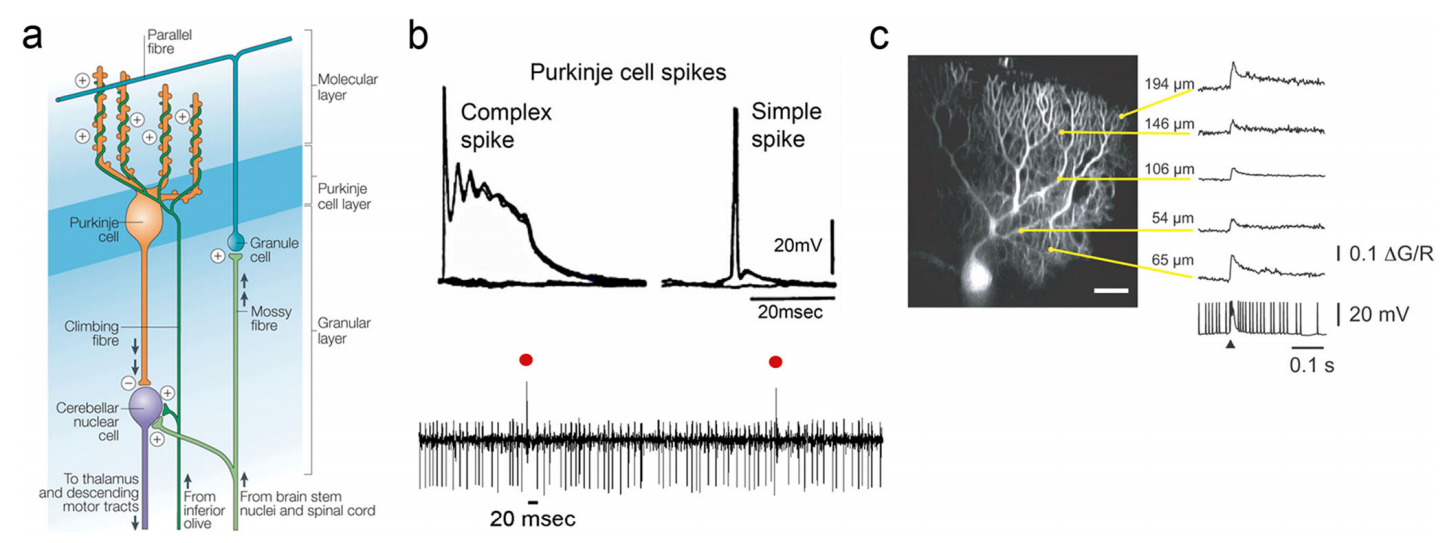 a
Parallel
fibre
+
+
+
+
+
Molecular
layer
Purkinje
cell layer
Purkinje
cell
Granule
cell
+
Mossy
fibre
Climbing
fibre
Granular
layer
−
+
Cerebellar
nuclear
cell
+
To thalamus
and descending
motor tracts
From
inferior
olive
From brain stem
nuclei and spinal cord
b
Purkinje cell spikes
Complex
spike
Simple
spike
20mV
20msec
20 msec
c
194 µm
146 µm
106 µm
54 µm
65 µm
0.1 ΔG/R
20 mV
0.1 s